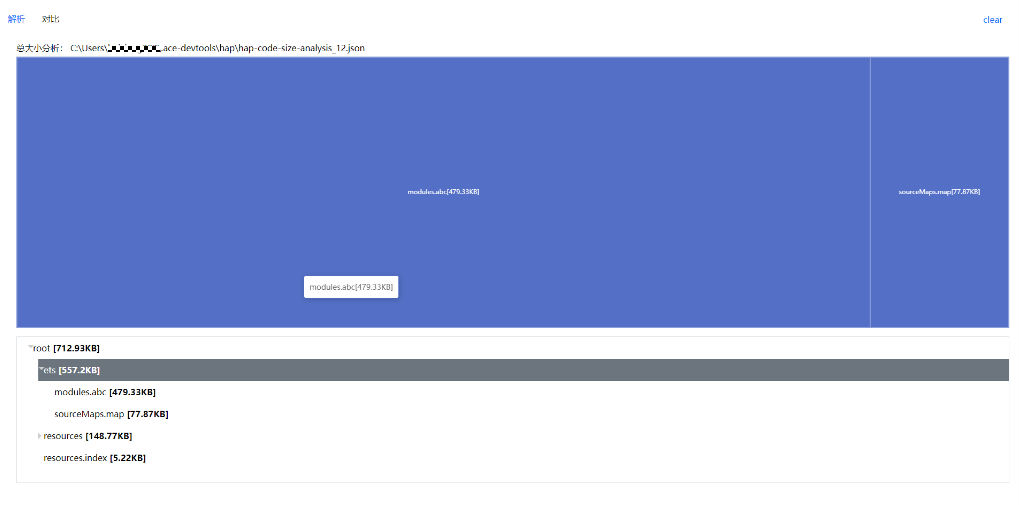 解析 对比 clear
总大小分析： C:\Users\ .ace-devtools\hap\hap-code-size-analysis_12.json
modules.abc[479.33KB] sourceMaps.map[77.87KB]
modules.abc[479.33KB]
root [712.93KB]
ets [557.2KB]
modules.abc [479.33KB]
sourceMaps.map [77.87KB]
resources [148.77KB]
resources.index [5.22KB]